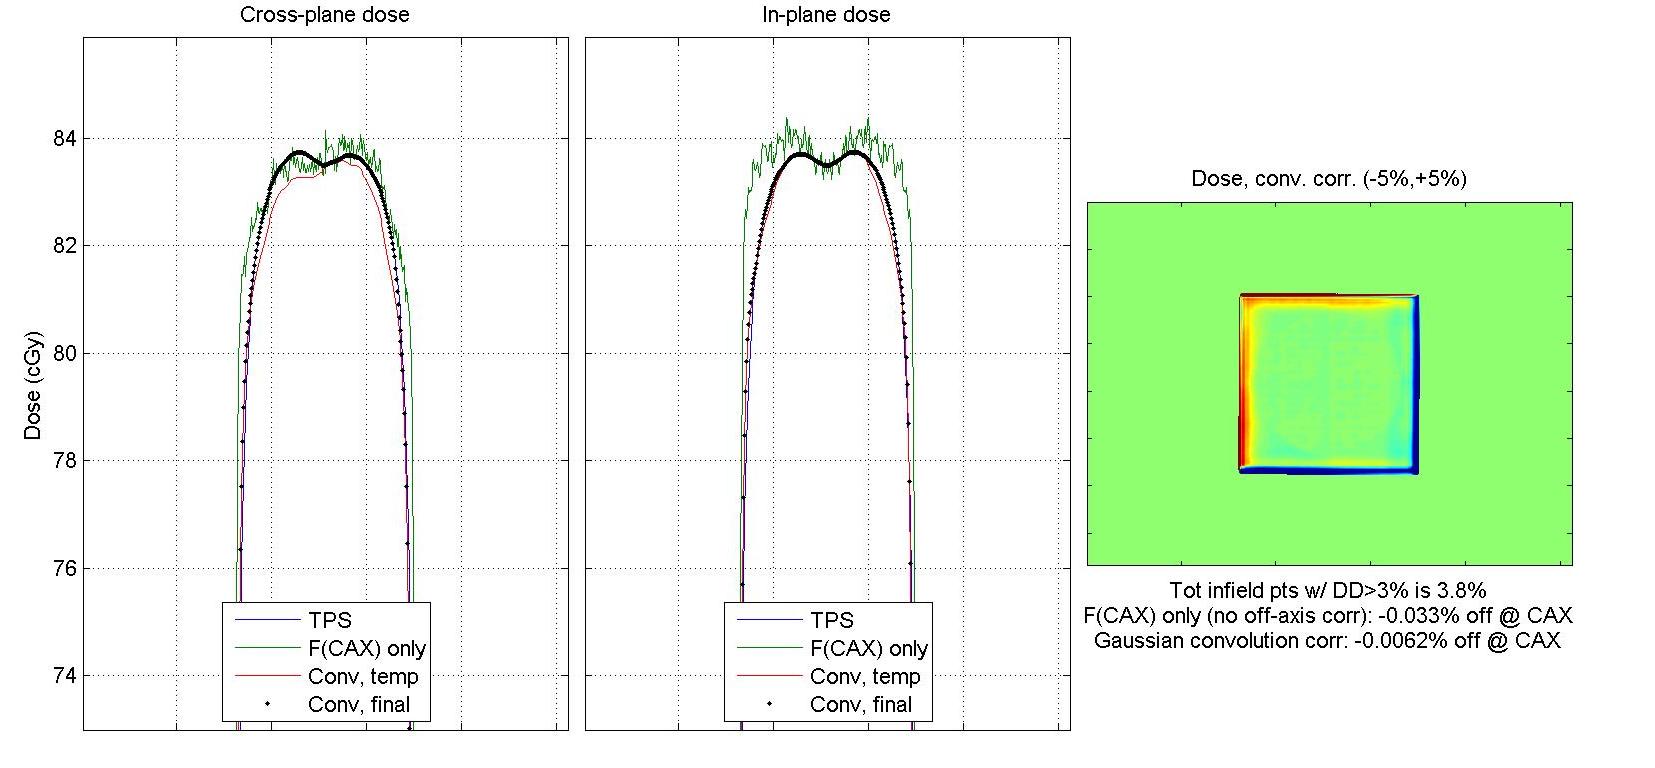 Cross-plane dose
In-plane dose
84
82
80
78
76
74
Dose (cGy)
TPS
F(CAX) only
Conv, temp
Conv, final
TPS
F(CAX) only
Conv, temp
Conv, final
Dose, conv. corr. (-5%,+5%)
Tot infield pts w/ DD>3% is 3.8%
F(CAX) only (no off-axis corr): -0.033% off @ CAX
Gaussian convolution corr: -0.0062% off @ CAX